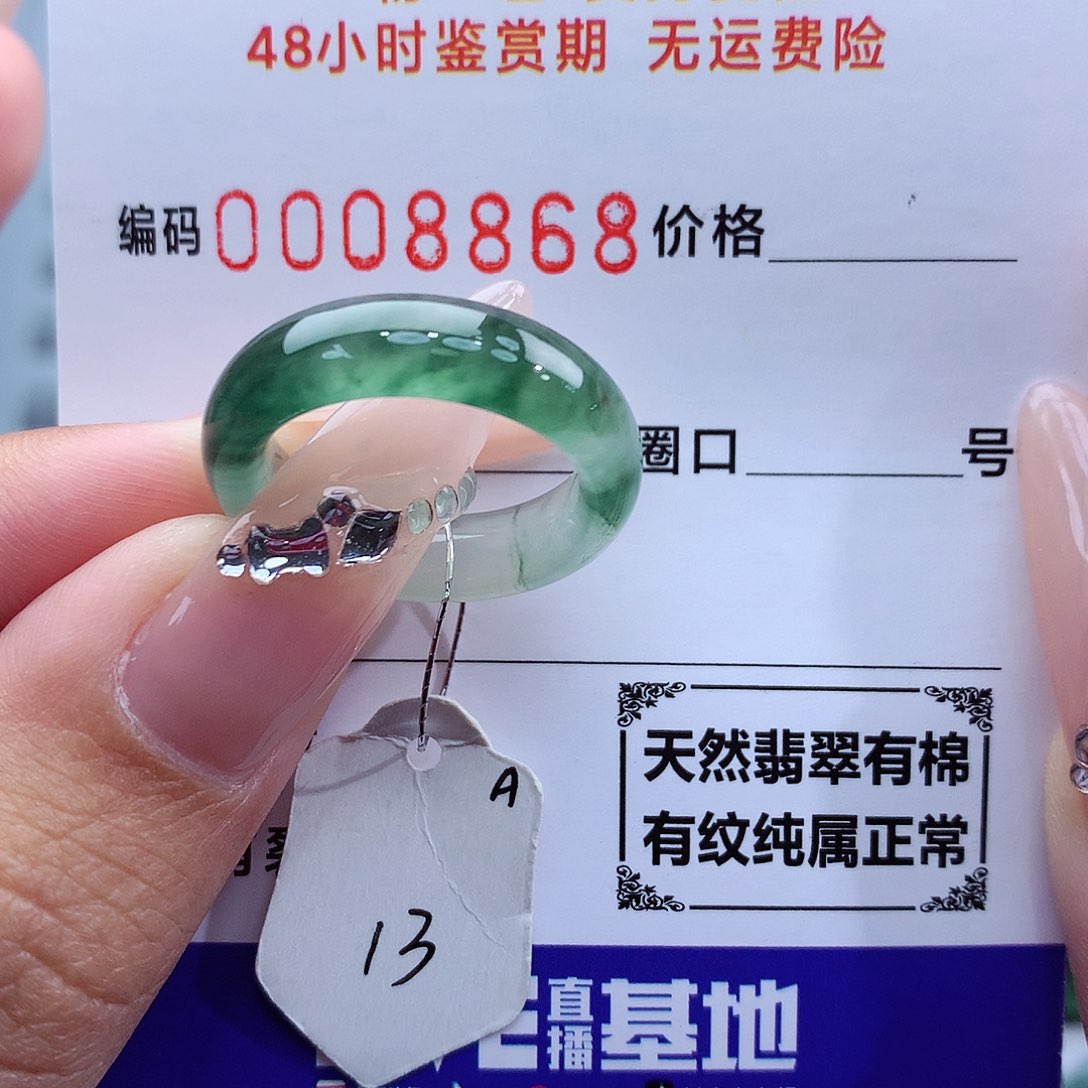 48小时鉴赏期 无运费险
编码 0008868 价格
圈口 号
天然翡翠有棉
有纹纯属正常
A
13
直播基地